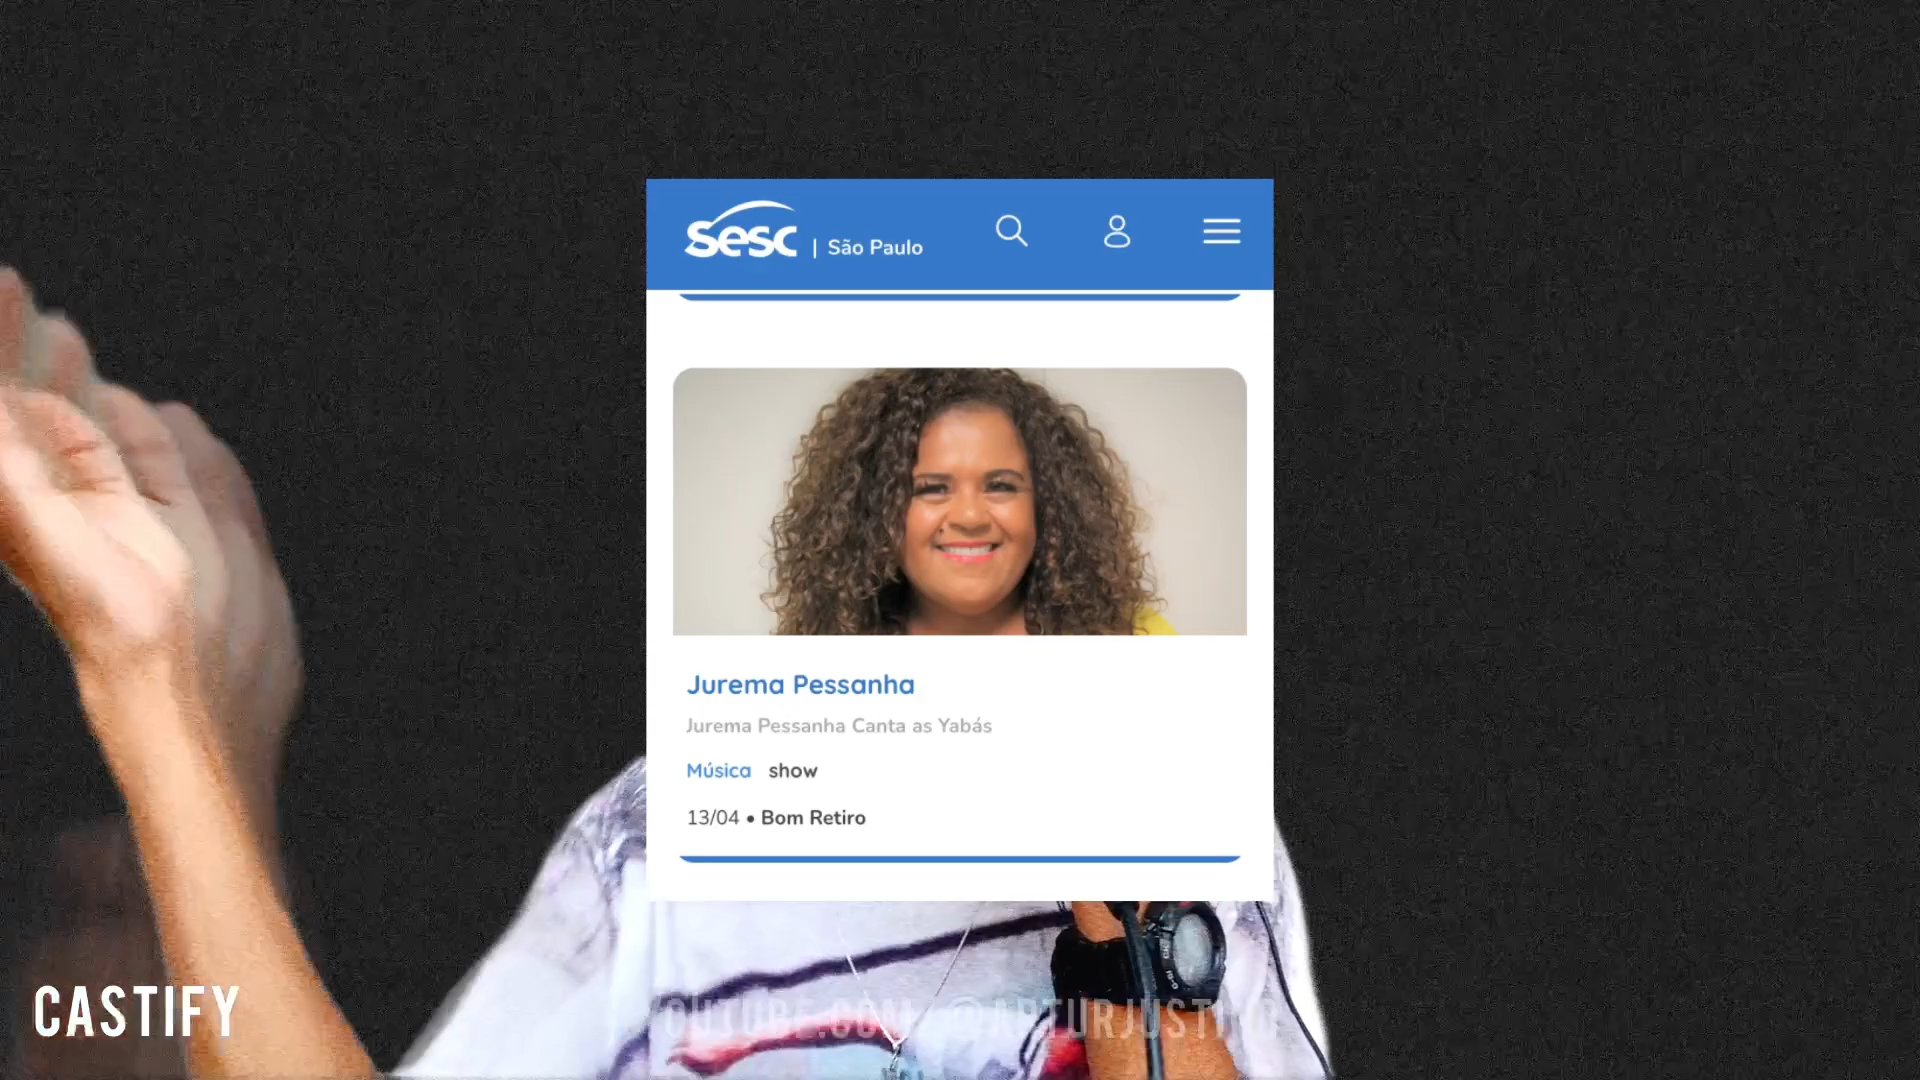 sesc | São Paulo
Jurema Pessanha
Jurema Pessanha Canta as Yabás
Música show
13/04 • Bom Retiro
CASTIFY